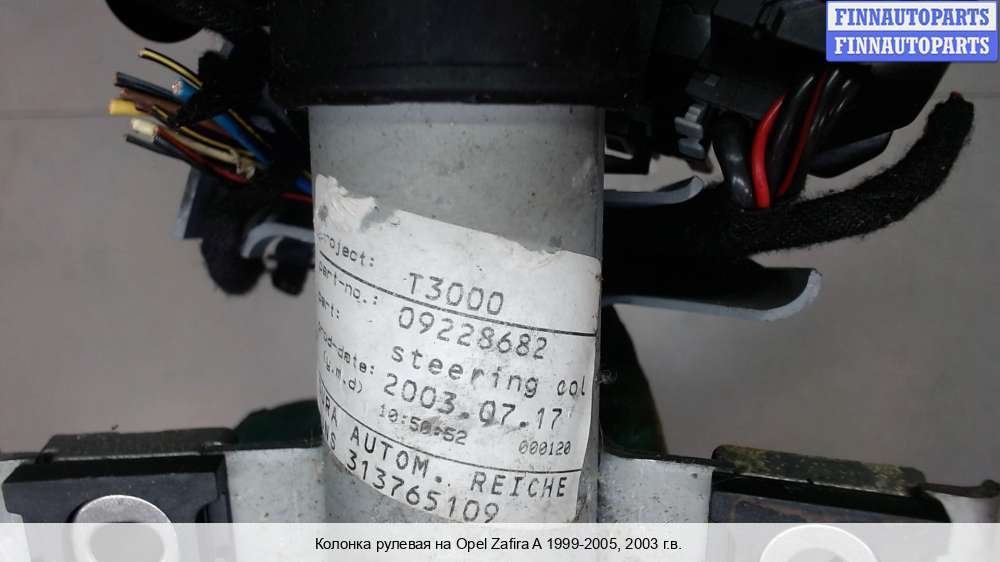 FINNAUTOPARTS
FINNAUTOPARTS
project: T3000
part-no.: 09228682
part: steering col
prod-date: 2003.07.17
(y.m.d) 10:50:52 000120
AUTOM. REICHE
313765109
Колонка рулевая на Opel Zafira A 1999-2005, 2003 г.в.